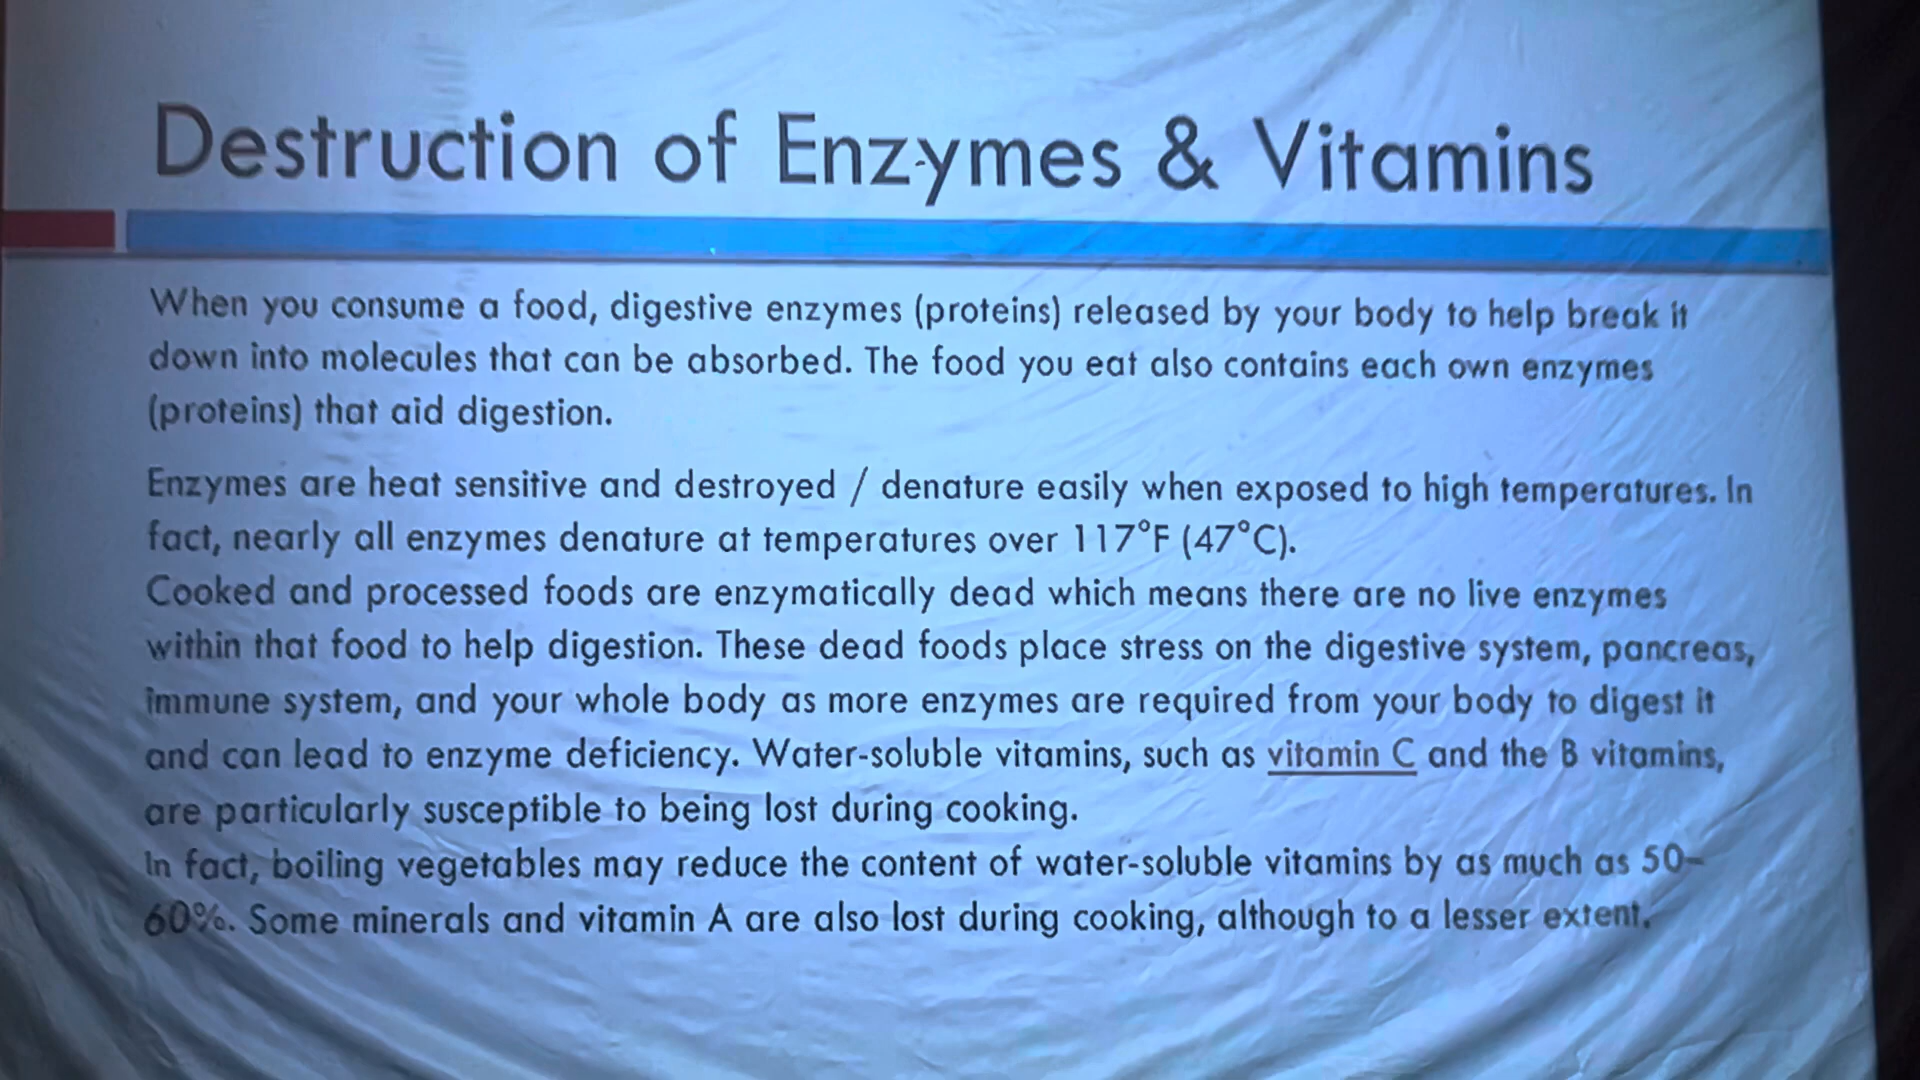 Destruction of Enzymes & Vitamins
When you consume a food, digestive enzymes (proteins) released by your body to help break it
down into molecules that can be absorbed. The food you eat also contains each own enzymes
(proteins) that aid digestion.
Enzymes are heat sensitive and destroyed / denature easily when exposed to high temperatures. In
fact, nearly all enzymes denature at temperatures over 117°F (47°C).
Cooked and processed foods are enzymatically dead which means there are no live enzymes
within that food to help digestion. These dead foods place stress on the digestive system, pancreas,
immune system, and your whole body as more enzymes are required from your body to digest it
and can lead to enzyme deficiency. Water-soluble vitamins, such as vitamin C and the B vitamins,
are particularly susceptible to being lost during cooking.
In fact, boiling vegetables may reduce the content of water-soluble vitamins by as much as 50–
60%. Some minerals and vitamin A are also lost during cooking, although to a lesser extent.